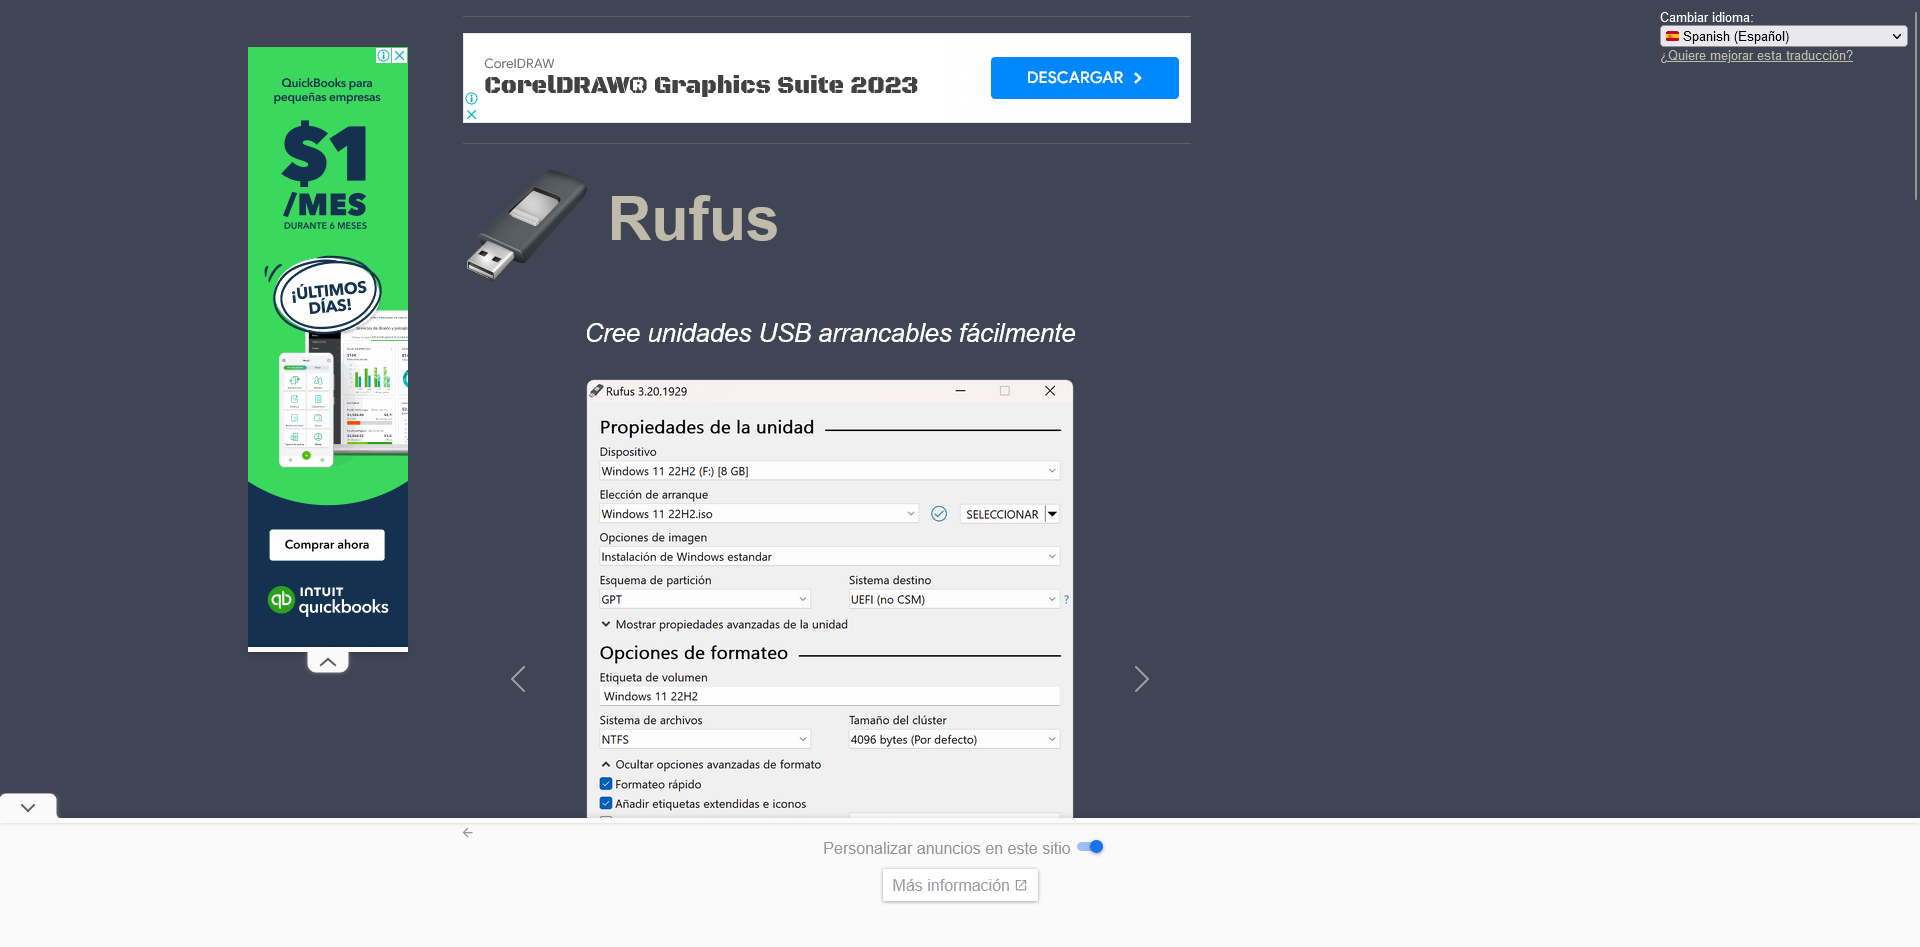 Cambiar idioma:
Spanish (Español)
¿Quiere mejorar esta traducción?
QuickBooks para
pequeñas empresas
$1
/MES
DURANTE 6 MESES
¡ÚLTIMOS
DÍAS!
Comprar ahora
INTUIT
quickbooks
CorelDRAW
CorelDRAW® Graphics Suite 2023
DESCARGAR
Rufus
Cree unidades USB arrancables fácilmente
Rufus 3.20.1929
Propiedades de la unidad
Dispositivo
Windows 11 22H2 (F:) [8 GB]
Elección de arranque
Windows 11 22H2.iso
SELECCIONAR
Opciones de imagen
Instalación de Windows estandar
Esquema de partición
Sistema destino
GPT
UEFI (no CSM)
?
Mostrar propiedades avanzadas de la unidad
Opciones de formateo
Etiqueta de volumen
Windows 11 22H2
Sistema de archivos
Tamaño del clúster
NTFS
4096 bytes (Por defecto)
Ocultar opciones avanzadas de formato
Formateo rápido
Añadir etiquetas extendidas e iconos
Personalizar anuncios en este sitio
Más información